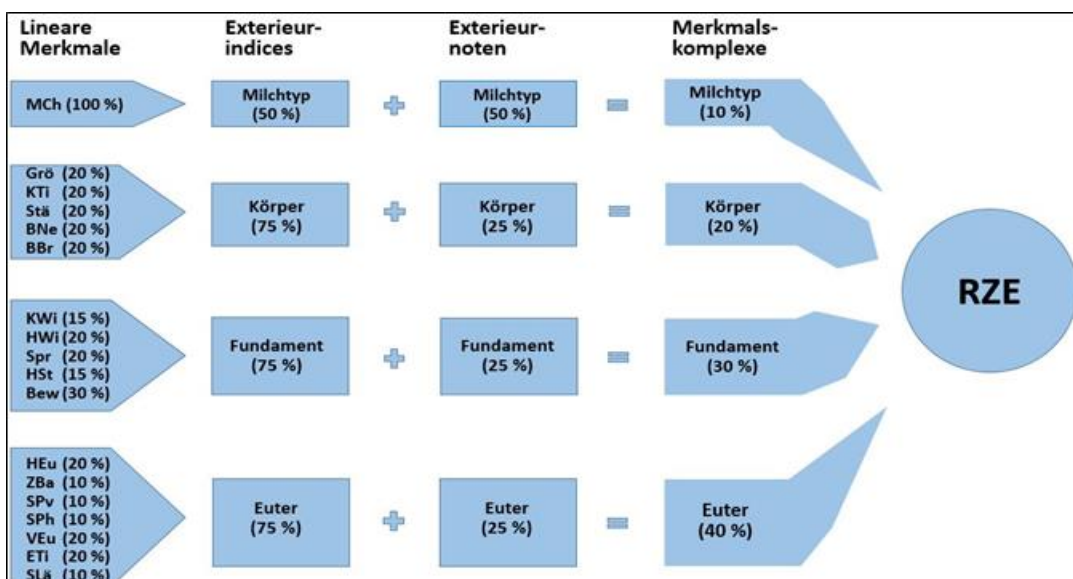 Lineare
Merkmale
Exterieur-
indices
Exterieur-
noten
Merkmals-
komplexe
MCh (100 %)
Milchtyp
(50 %)
Milchtyp
(50 %)
Milchtyp
(10 %)
Grö (20 %)
KTi (20 %)
Stä (20 %)
BNe (20 %)
BBr (20 %)
Körper
(75 %)
Körper
(25 %)
Körper
(20 %)
KWi (15 %)
HWi (20 %)
Spr (20 %)
HSt (15 %)
Bew (30 %)
Fundament
(75 %)
Fundament
(25 %)
Fundament
(30 %)
HEu (20 %)
ZBa (10 %)
SPv (10 %)
SPh (10 %)
VEu (20 %)
ETi (20 %)
SLä (10 %)
Euter
(75 %)
Euter
(25 %)
Euter
(40 %)
RZE